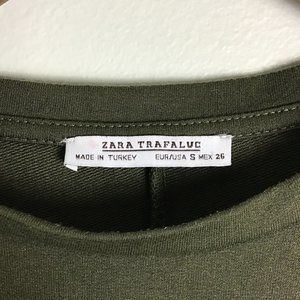 ZARA TRAFALUC
MADE IN TURKEY EUR/USA S MEX 26